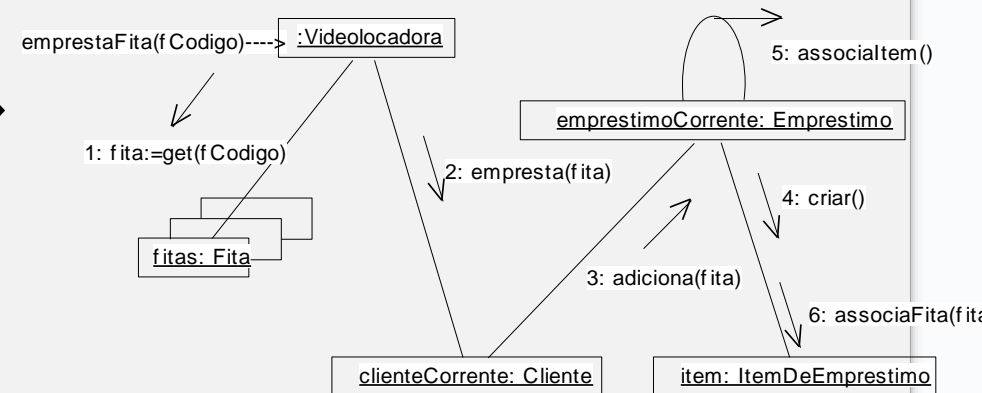 emprestaFita(fCodigo)---->
:Videolocadora
5: associaItem()
emprestimoCorrente: Emprestimo
1: fita:=get(fCodigo)
2: empresta(fita)
4: criar()
fitas: Fita
3: adiciona(fita)
6: associaFita(fita
clienteCorrente: Cliente
item: ItemDeEmprestimo